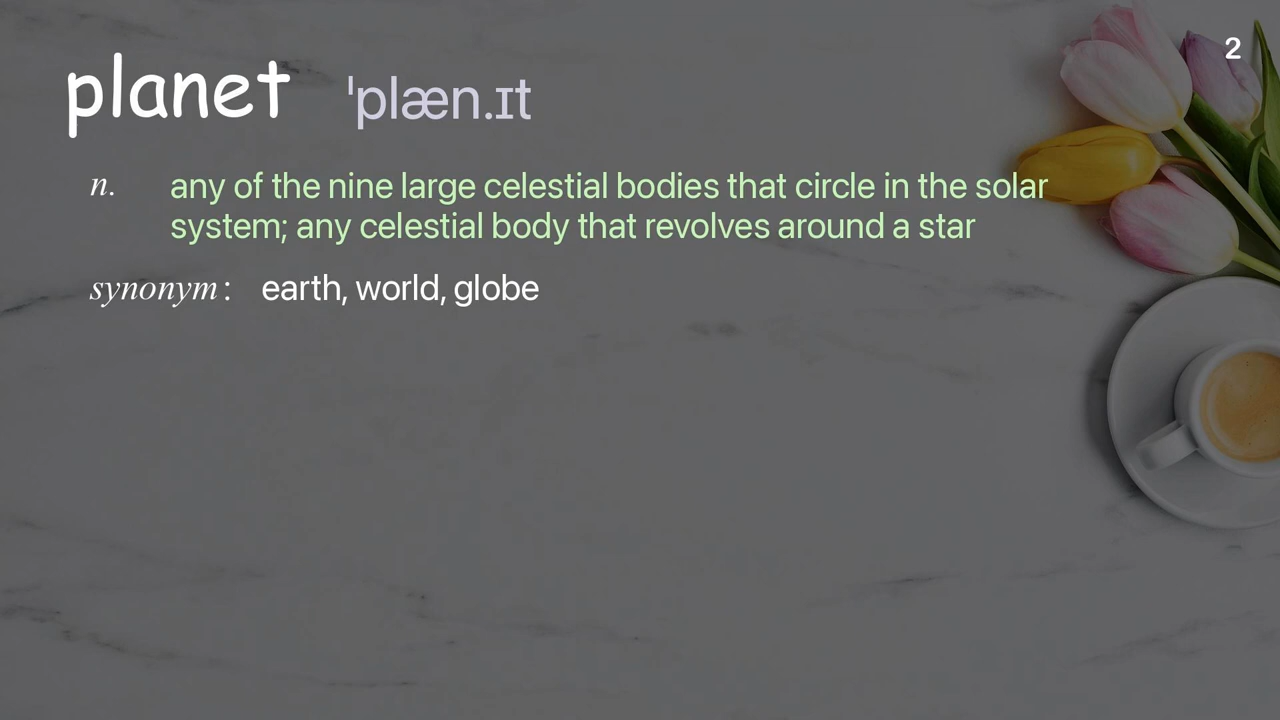 2
planet ˈplæn.ɪt
n. any of the nine large celestial bodies that circle in the solar
system; any celestial body that revolves around a star
synonym: earth, world, globe